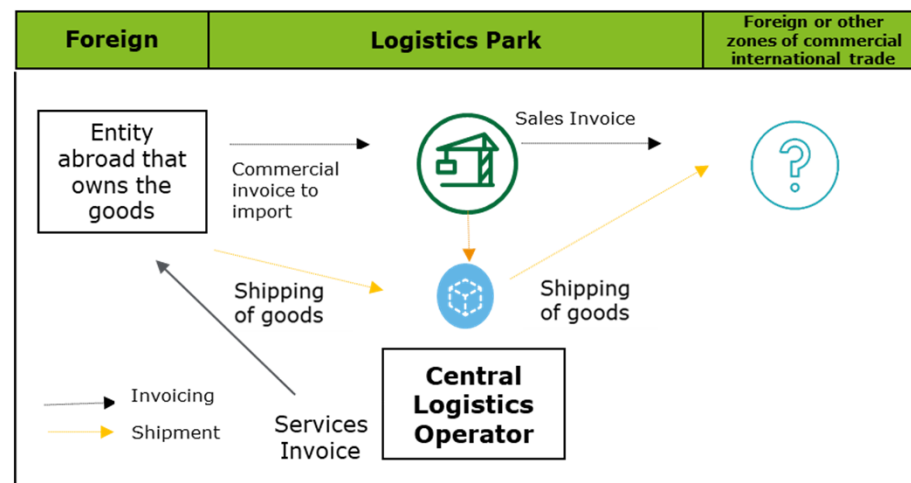 Foreign
Logistics Park
Foreign or other
zones of commercial
international trade
Entity
abroad that
owns the
goods
Commercial
invoice to
import
Sales Invoice
?
Shipping
of goods
Shipping
of goods
Central
Logistics
Operator
Services
Invoice
Invoicing
Shipment